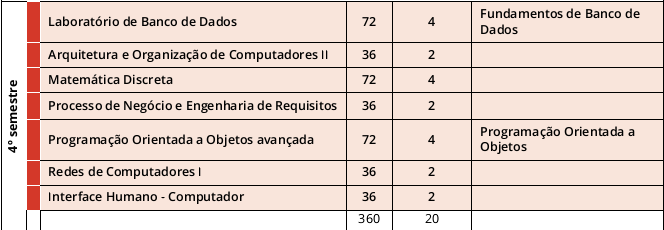 4º semestre
Laboratório de Banco de Dados 72 4 Fundamentos de Banco de
Dados
Arquitetura e Organização de Computadores II 36 2
Matemática Discreta 72 4
Processo de Negócio e Engenharia de Requisitos 36 2
Programação Orientada a Objetos avançada 72 4 Programação Orientada a
Objetos
Redes de Computadores I 36 2
Interface Humano - Computador 36 2
360 20